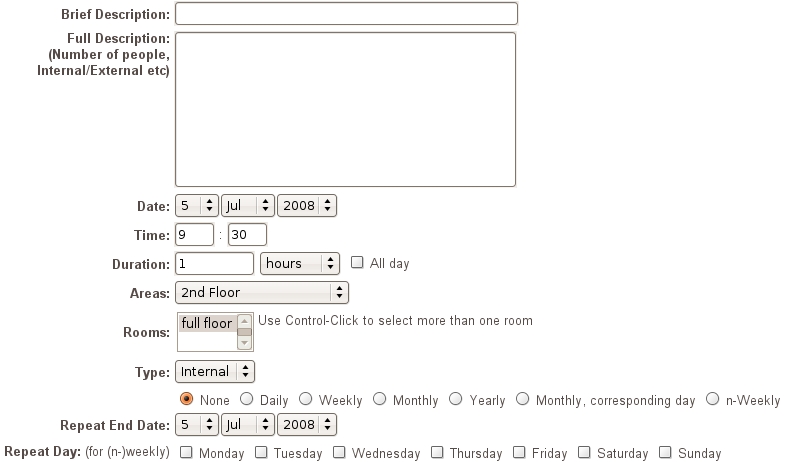 Brief Description:
Full Description:
(Number of people,
Internal/External etc)
Date: 5 Jul 2008
Time: 9 : 30
Duration: 1 hours All day
Areas: 2nd Floor
Rooms: full floor Use Control-Click to select more than one room
Type: Internal
None Daily Weekly Monthly Yearly Monthly, corresponding day n-Weekly
Repeat End Date: 5 Jul 2008
Repeat Day: (for (n-)weekly) Monday Tuesday Wednesday Thursday Friday Saturday Sunday